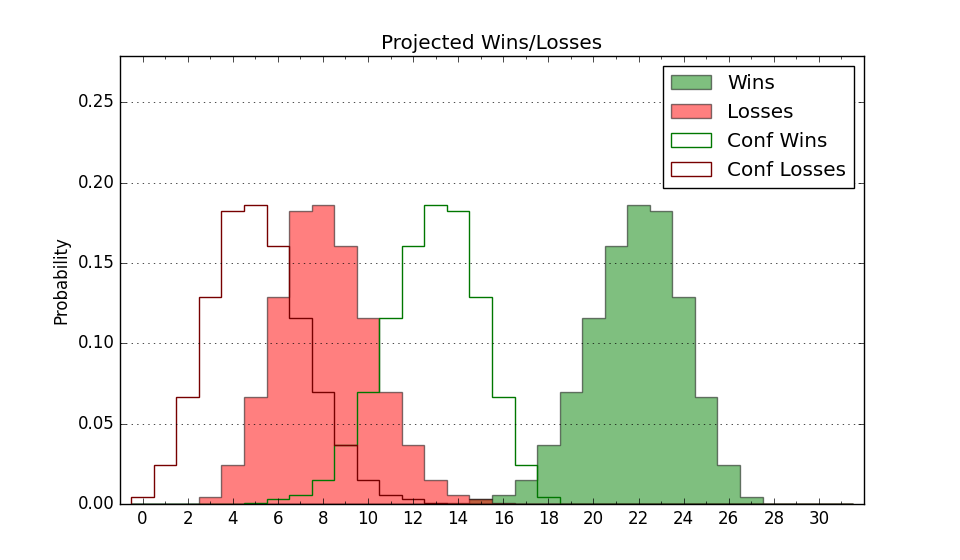 Projected Wins/Losses
Probability
0.25
0.20
0.15
0.10
0.05
0.00
0 2 4 6 8 10 12 14 16 18 20 22 24 26 28 30
Wins
Losses
Conf Wins
Conf Losses